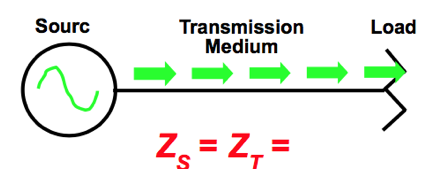 Sourc
Transmission
Medium
Load
Z_S = Z_T =